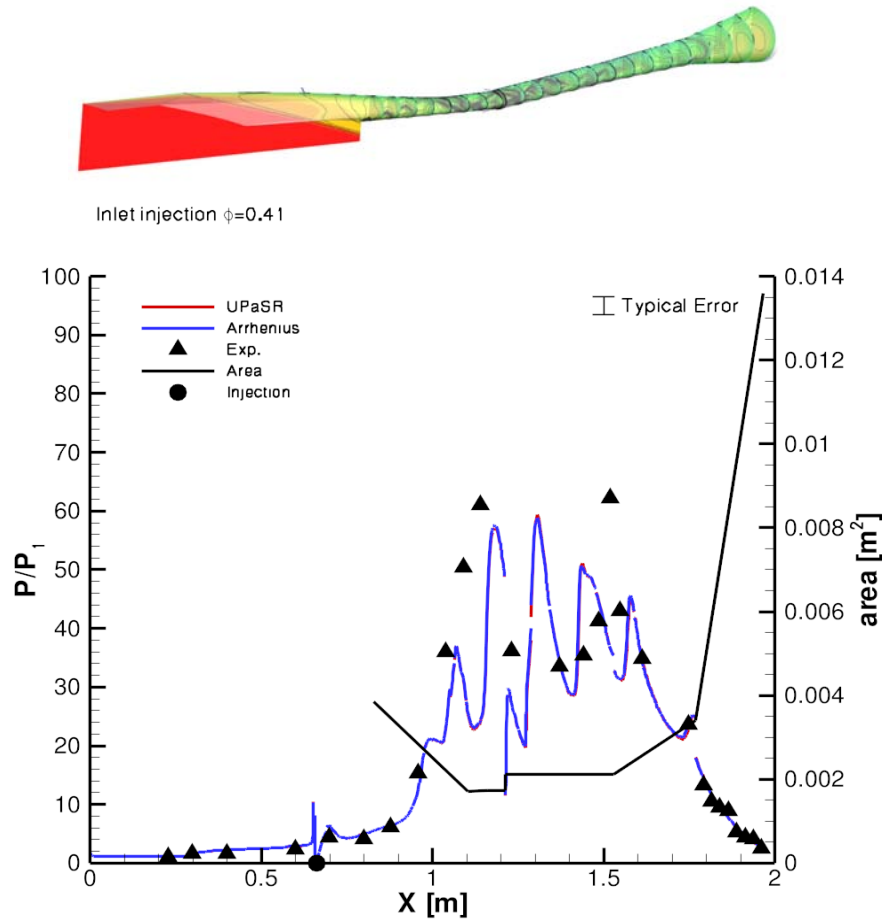 Inlet injection ϕ=0.41
UPaSR
Arrhenius
Exp.
Area
Injection
Typical Error
100
90
80
70
60
50
40
30
20
10
0
P/P₁
0.014
0.012
0.01
0.008
0.006
0.004
0.002
0
area [m²]
0 0.5 1 1.5 2
X [m]